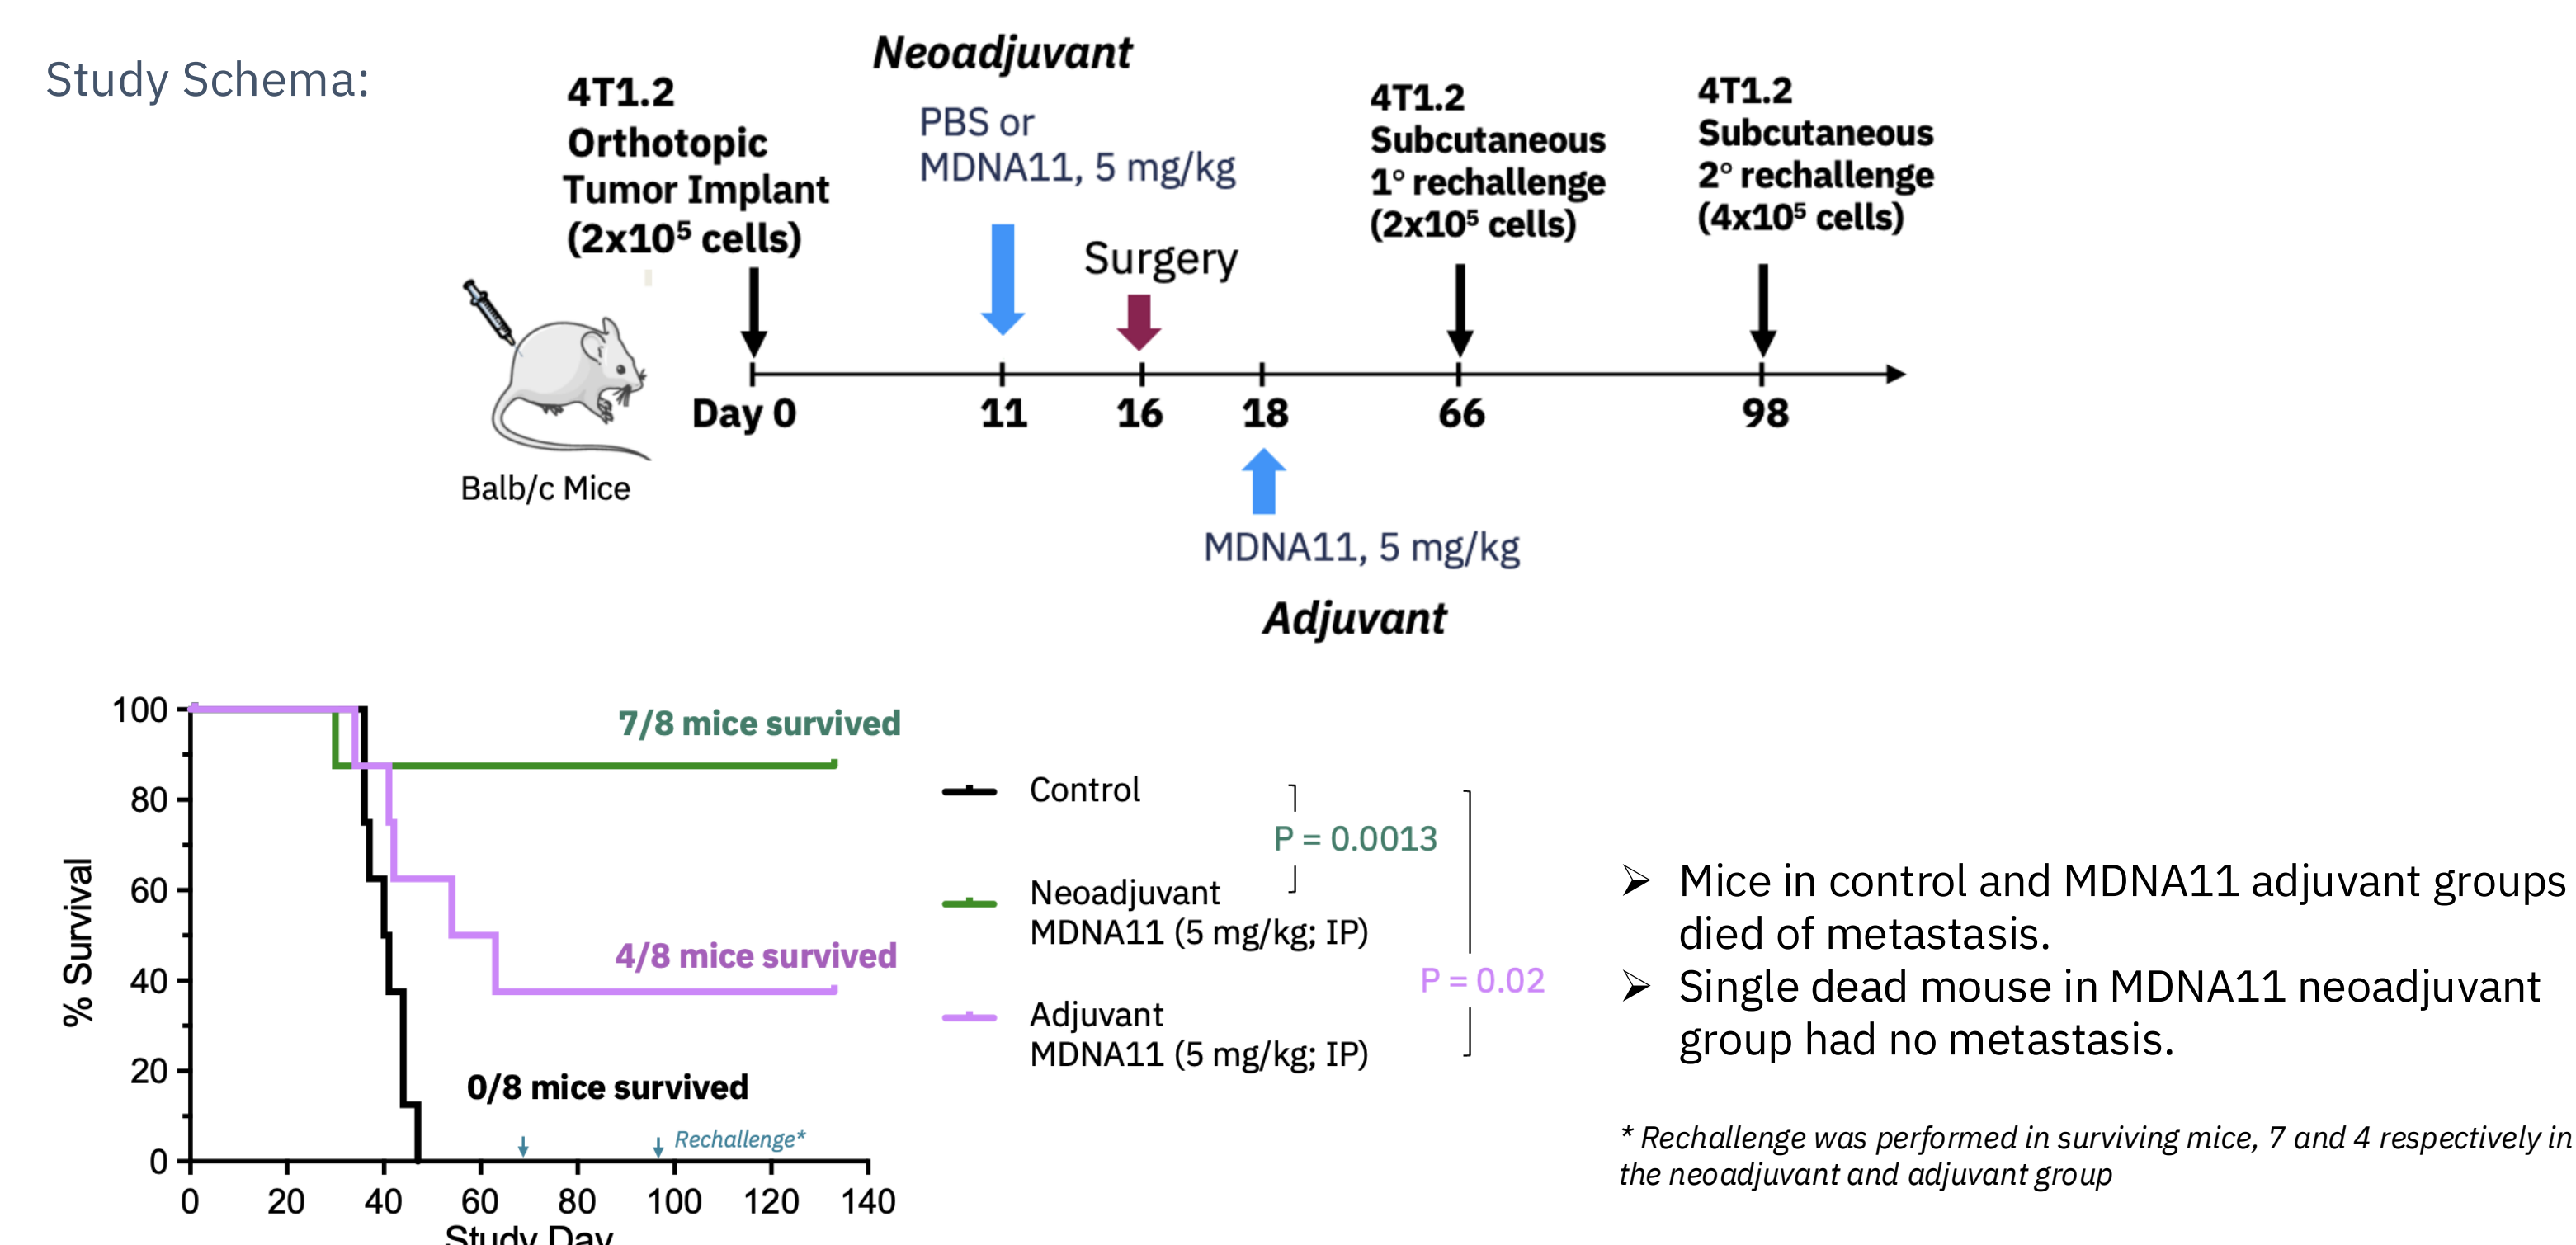 Study Schema:
4T1.2
Orthotopic
Tumor Implant
(2x10⁵ cells)
Neoadjuvant
PBS or
MDNA11, 5 mg/kg
Surgery
4T1.2
Subcutaneous
1° rechallenge
(2x10⁵ cells)
4T1.2
Subcutaneous
2° rechallenge
(4x10⁵ cells)
Day 0
11
16
18
66
98
Balb/c Mice
MDNA11, 5 mg/kg
Adjuvant
% Survival
100
80
60
40
20
0
0
20
40
60
80
100
120
140
Study Day
7/8 mice survived
4/8 mice survived
0/8 mice survived
Rechallenge*
Control
Neoadjuvant
MDNA11 (5 mg/kg; IP)
Adjuvant
MDNA11 (5 mg/kg; IP)
P = 0.0013
P = 0.02
➢ Mice in control and MDNA11 adjuvant groups
died of metastasis.
➢ Single dead mouse in MDNA11 neoadjuvant
group had no metastasis.
* Rechallenge was performed in surviving mice, 7 and 4 respectively in
the neoadjuvant and adjuvant group